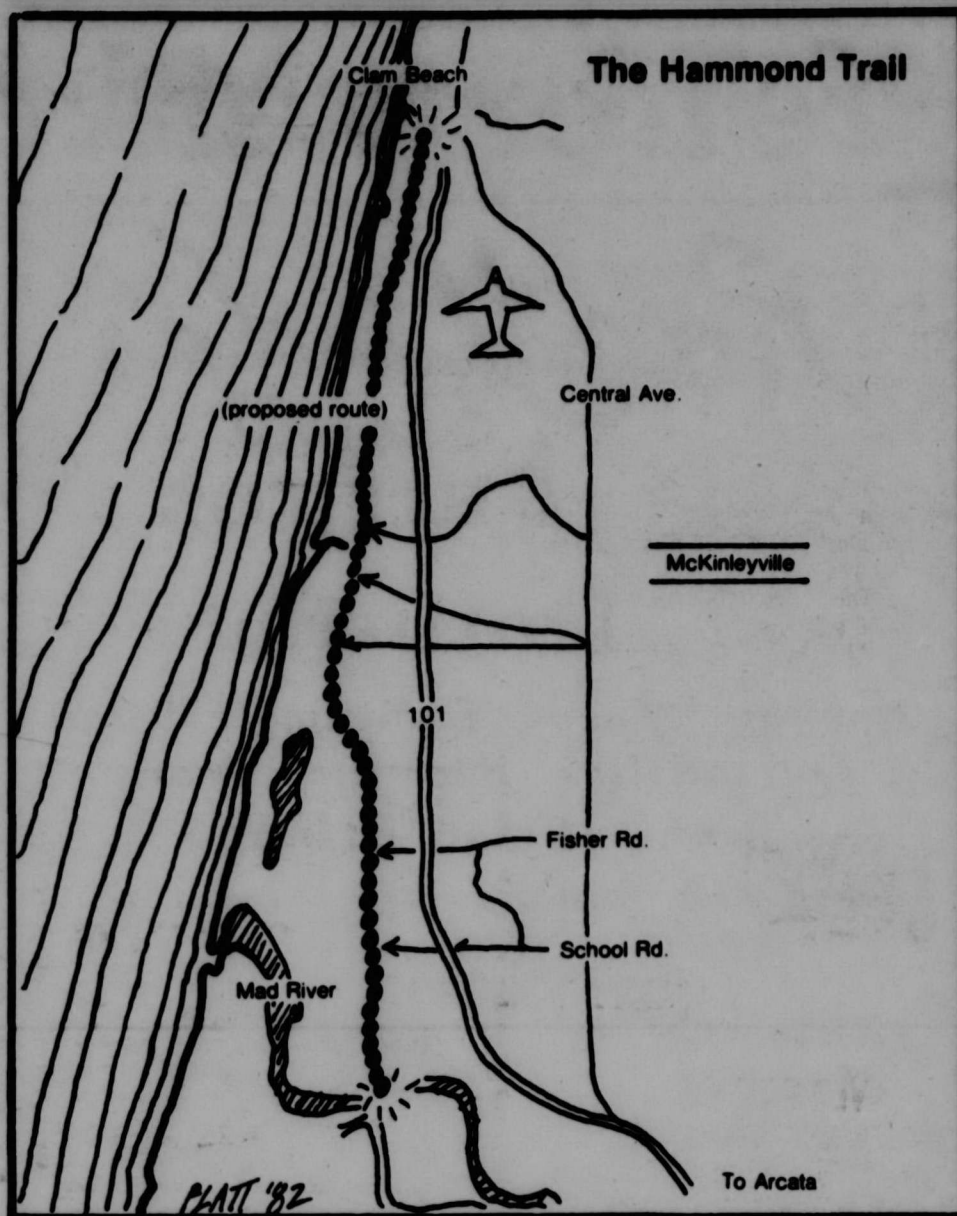 The Hammond Trail
Clam Beach
(proposed route)
Central Ave.
McKinleyville
101
Fisher Rd.
School Rd.
Mad River
To Arcata
PLATT '82